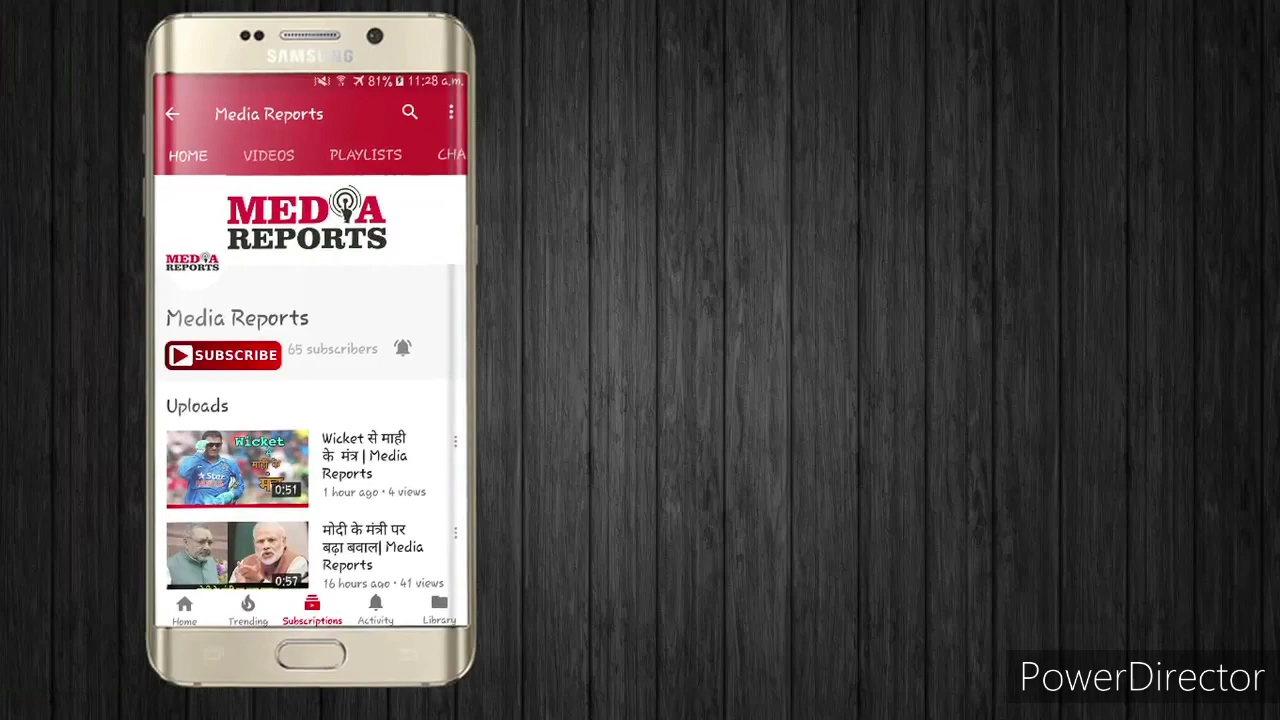 SAMSUNG
81% 11:28 a.m.
Media Reports
HOME VIDEOS PLAYLISTS CHA
MEDIA
REPORTS
MEDIA
REPORTS
Media Reports
SUBSCRIBE 65 subscribers
Uploads
Wicket
माही के
0:51
Wicket से माही
के मंत्र | Media
Reports
1 hour ago • 4 views
0:57
मोदी के मंत्री पर
बढ़ा बवाल| Media
Reports
16 hours ago • 41 views
Home Trending Subscriptions Activity Library
PowerDirector